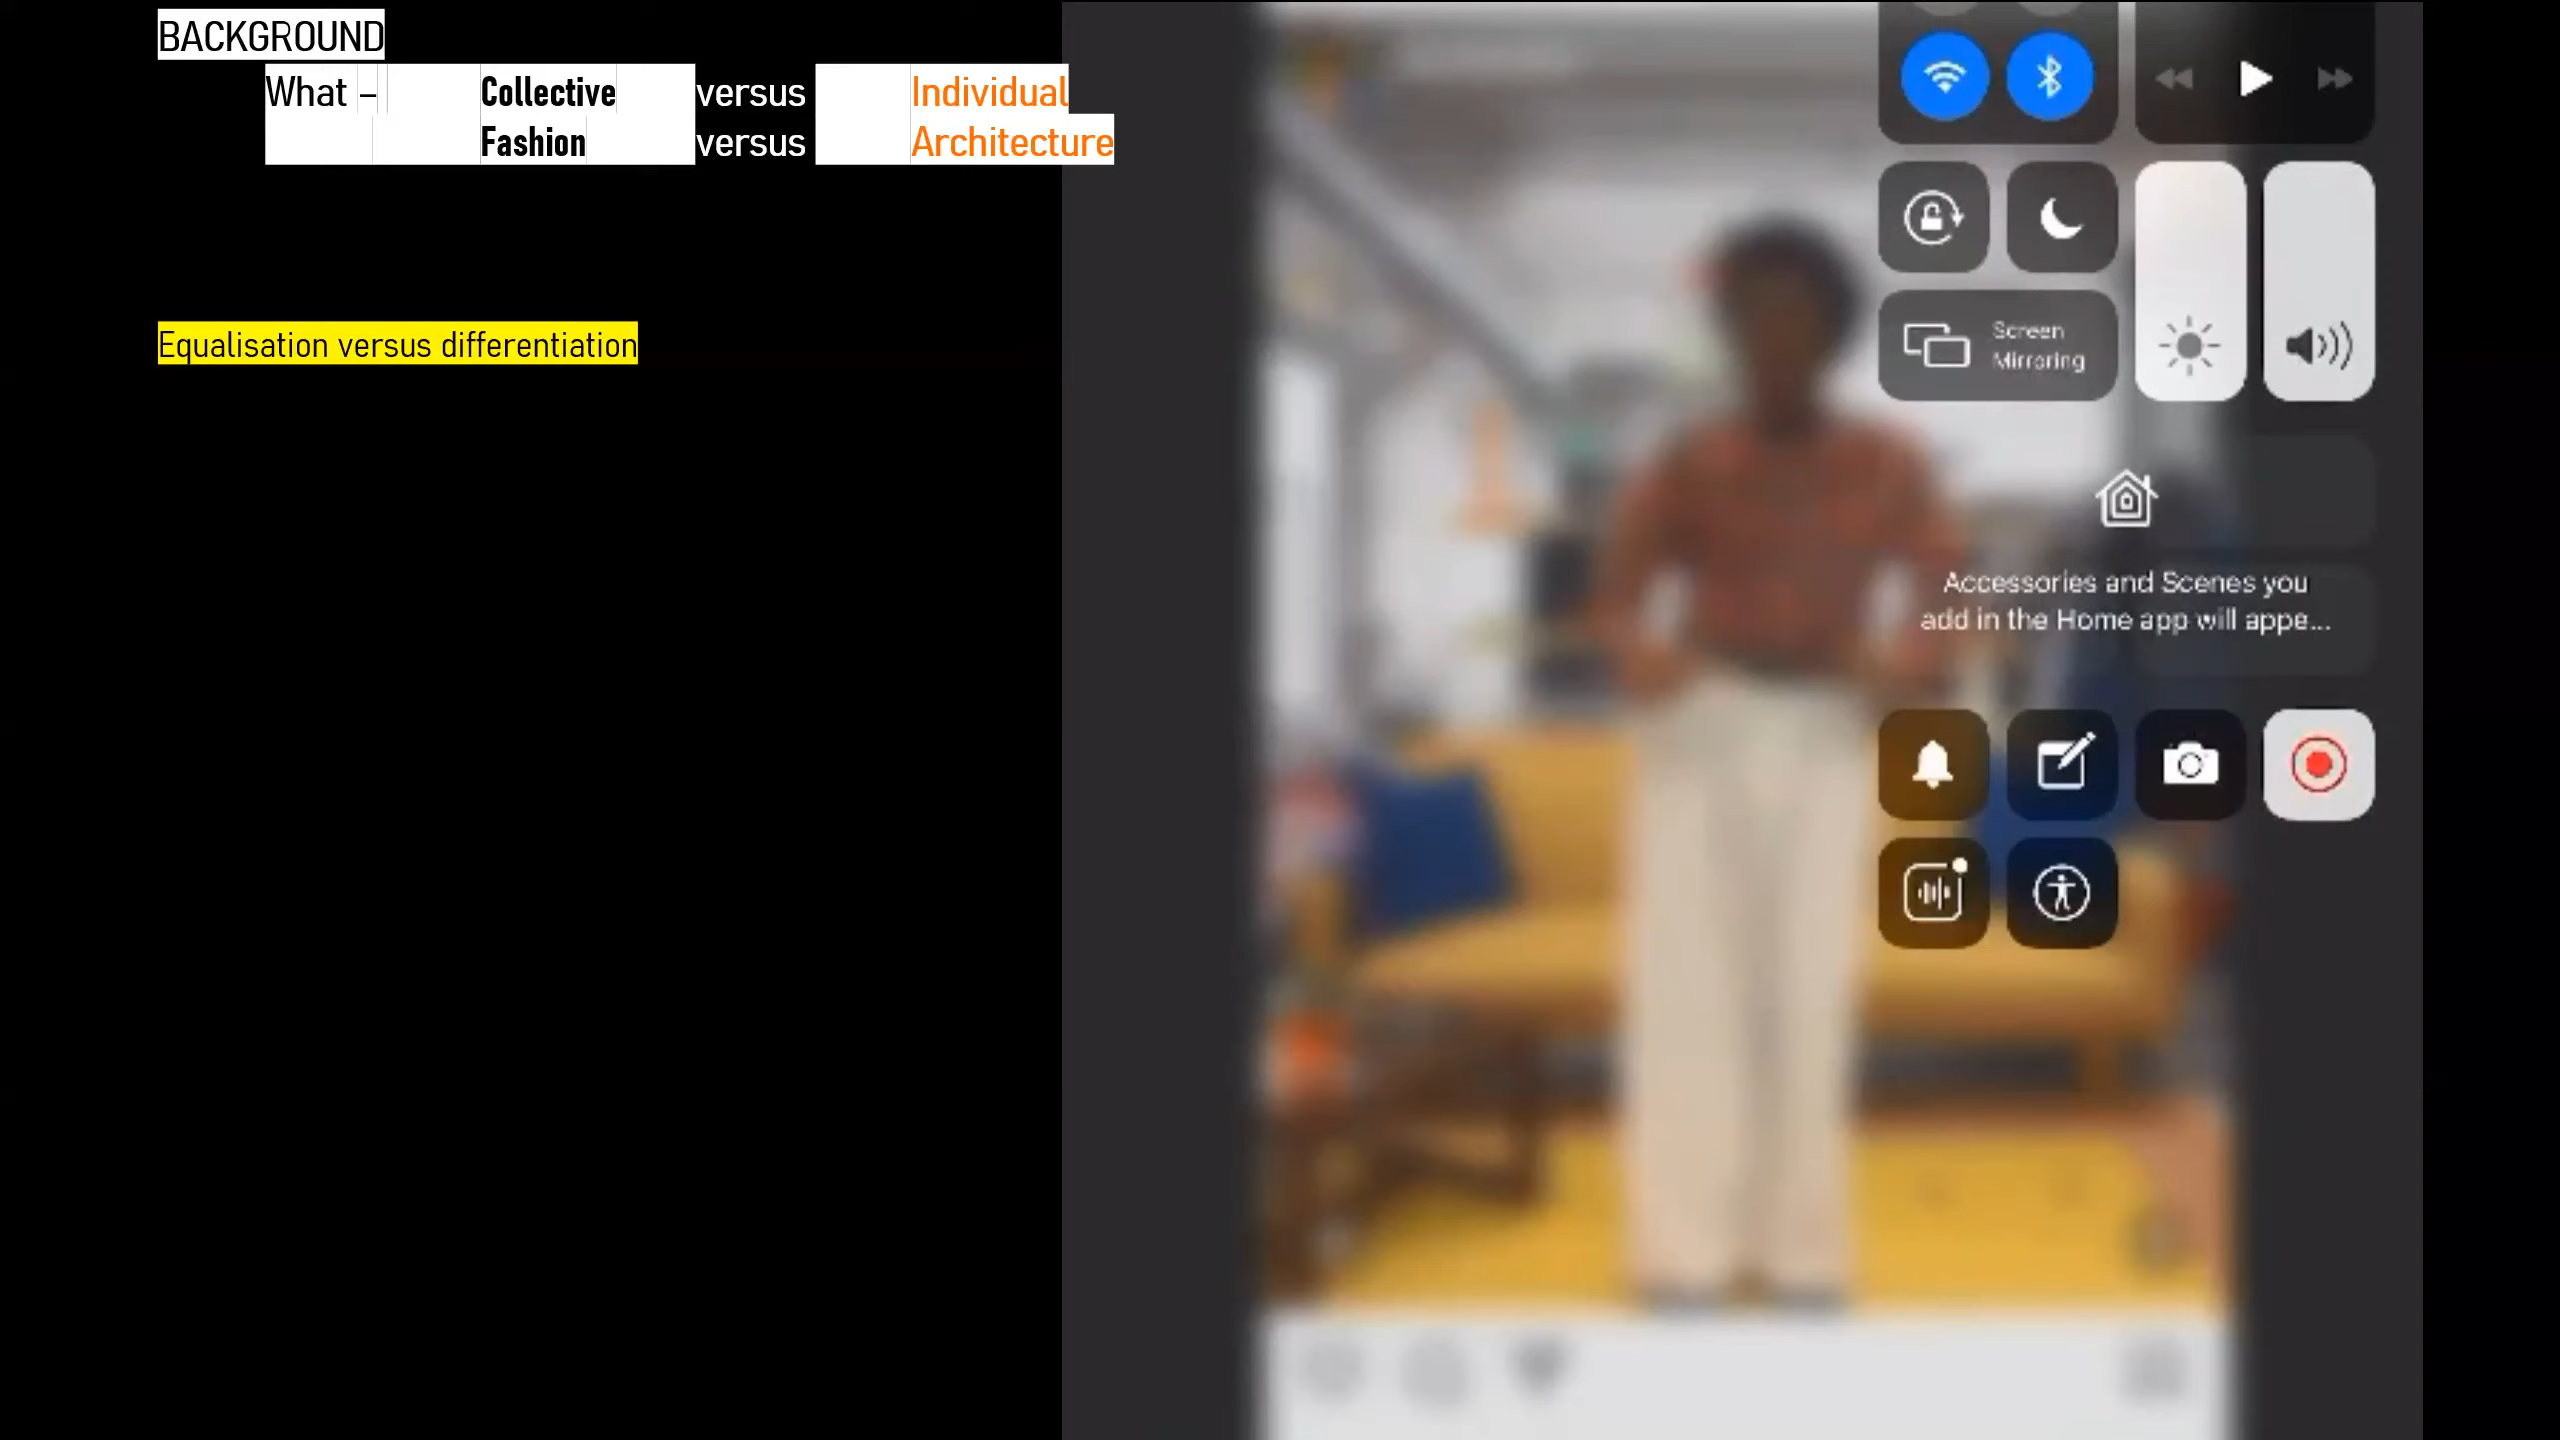 BACKGROUND
What – Collective versus Individual
Fashion versus Architecture
Equalisation versus differentiation
Screen
Mirroring
Accessories and Scenes you
add in the Home app will appe...